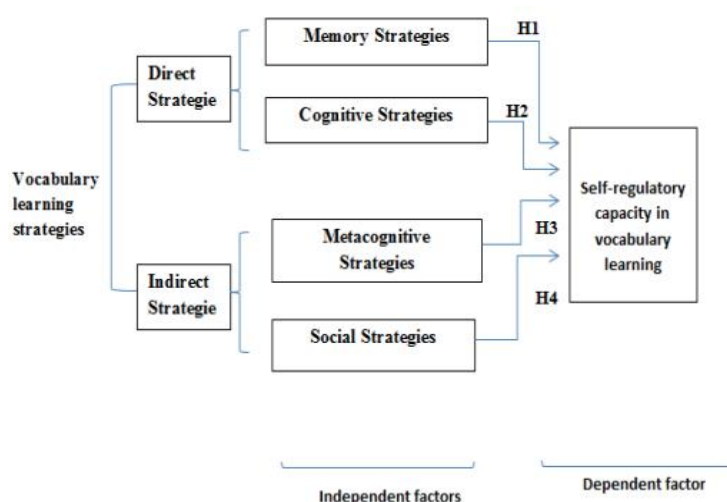 Memory Strategies
H1
Direct
Strategie
Cognitive Strategies
H2
Vocabulary
learning
strategies
Self-regulatory
capacity in
vocabulary
learning
Metacognitive
Strategies
H3
Indirect
Strategie
H4
Social Strategies
Independent factors
Dependent factor